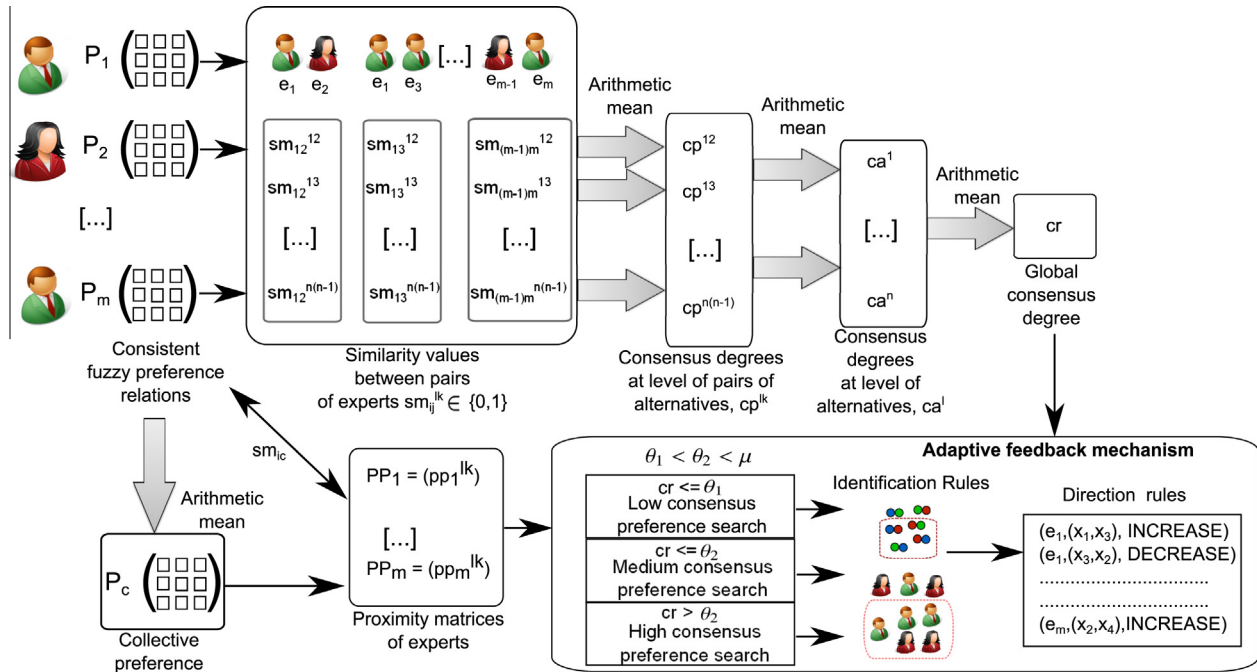 P1
P2
[...]
Pm
Consistent
fuzzy preference
relations
e1 e2 e1 e3 [...] em-1 em
sm12^12 sm13^12 sm(m-1)m^12
sm12^13 sm13^13 sm(m-1)m^13
[...] [...] [...]
sm12^n(n-1) sm13^n(n-1) sm(m-1)m^n(n-1)
Similarity values
between pairs
of experts smij^lk ∈ {0,1}
Arithmetic
mean
cp^12
cp^13
[...]
cp^n(n-1)
Consensus degrees
at level of pairs of
alternatives, cp^lk
Arithmetic
mean
ca^1
[...]
ca^n
Consensus
degrees
at level of
alternatives, ca^l
Arithmetic
mean
cr
Global
consensus
degree
smic
Arithmetic
mean
Pc
Collective
preference
PP1 = (pp1^lk)
[...]
PPm = (ppm^lk)
Proximity matrices
of experts
Adaptive feedback mechanism
θ1 < θ2 < μ
cr <= θ1
Low consensus
preference search
cr <= θ2
Medium consensus
preference search
cr > θ2
High consensus
preference search
Identification Rules
Direction rules
(e1,(x1,x3), INCREASE)
(e1,(x3,x2), DECREASE)
..................................
..................................
(em,(x2,x4),INCREASE)